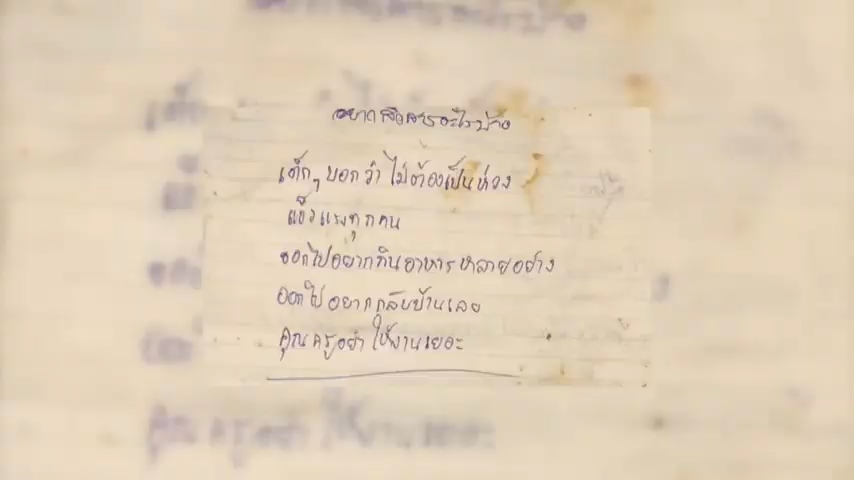 อยากสื่อสารอะไรบ้าง
เด็กๆ บอกว่า ไม่ต้องเป็นห่วง
แข็งแรงทุกคน
ออกไปอยากกินอาหารหลายอย่าง
ออกไปอยากกลับบ้านเลย
คุณครูอย่าให้งานเยอะ